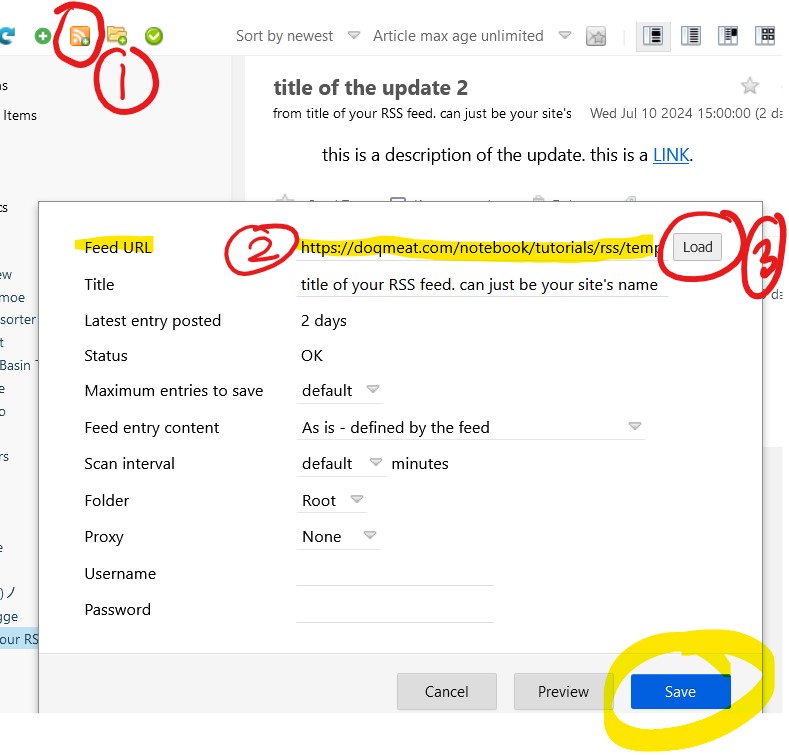 Sort by newest Article max age unlimited
1
s
Items
title of the update 2
from title of your RSS feed. can just be your site's Wed Jul 10 2024 15:00:00 (2 da
this is a description of the update. this is a LINK.
cs
Feed URL 2 https://doqmeat.com/notebook/tutorials/rss/temp Load 3
ew
Title title of your RSS feed. can just be your site's name
moe
sorter
Latest entry posted 2 days
t
Status OK
Basin T
e
Maximum entries to save default
o
Feed entry content As is - defined by the feed
rs
Scan interval default minutes
Folder Root
Proxy None
e
Username
) ノ
Password
gge
our RS
Cancel Preview Save